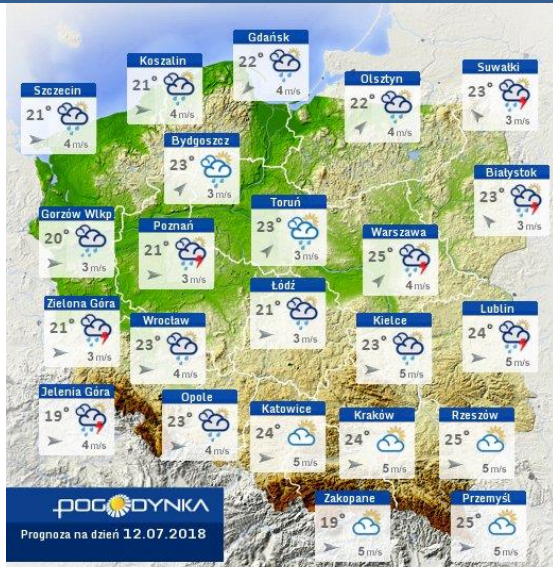 Gdańsk
22°
4 m/s
Koszalin
21°
4 m/s
Suwałki
23°
3 m/s
Olsztyn
22°
4 m/s
Szczecin
21°
4 m/s
Bydgoszcz
23°
3 m/s
Białystok
23°
3 m/s
Toruń
23°
3 m/s
Gorzów Wlkp
20°
3 m/s
Poznań
21°
3 m/s
Warszawa
25°
4 m/s
Łódź
21°
3 m/s
Zielona Góra
21°
3 m/s
Lublin
24°
5 m/s
Wrocław
23°
4 m/s
Kielce
23°
5 m/s
Jelenia Góra
19°
4 m/s
Opole
23°
4 m/s
Katowice
24°
5 m/s
Kraków
24°
5 m/s
Rzeszów
25°
5 m/s
Zakopane
19°
5 m/s
Przemyśl
25°
5 m/s
POGODYNKA
Prognoza na dzień 12.07.2018